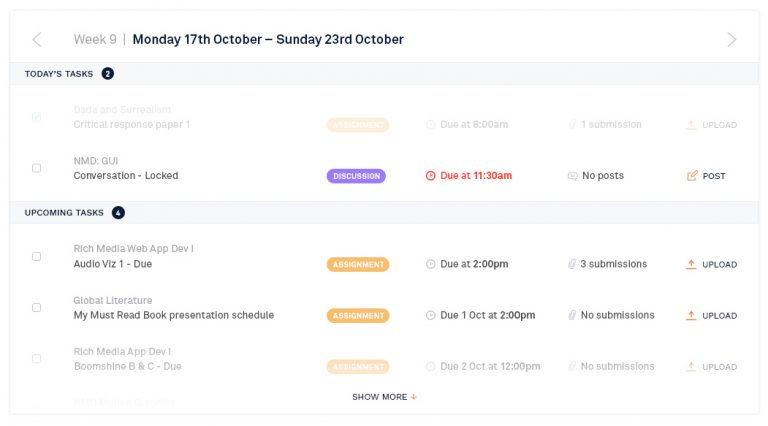 Week 9 | Monday 17th October – Sunday 23rd October
TODAY'S TASKS 2
Dada and Surrealism
Critical response paper 1 ASSIGNMENT Due at 8:00am 1 submission UPLOAD
NMD: GUI
Conversation - Locked DISCUSSION Due at 11:30am No posts POST
UPCOMING TASKS 4
Rich Media Web App Dev I
Audio Viz 1 - Due ASSIGNMENT Due at 2:00pm 3 submissions UPLOAD
Global Literature
My Must Read Book presentation schedule ASSIGNMENT Due 1 Oct at 2:00pm No submissions UPLOAD
Rich Media App Dev I
Boomshine B & C - Due ASSIGNMENT Due 2 Oct at 12:00pm No submissions UPLOAD
SHOW MORE